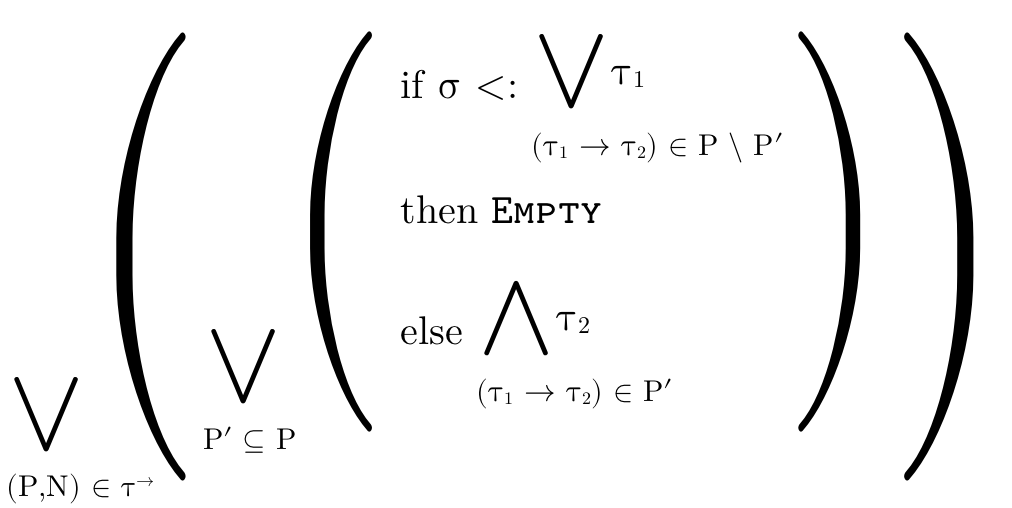 if σ <: ⋁ τ₁
(τ₁ → τ₂) ∈ P \ P′
then EMPTY
else ⋀ τ₂
(τ₁ → τ₂) ∈ P′
⋁
P′ ⊆ P
⋁
(P,N) ∈ τ→